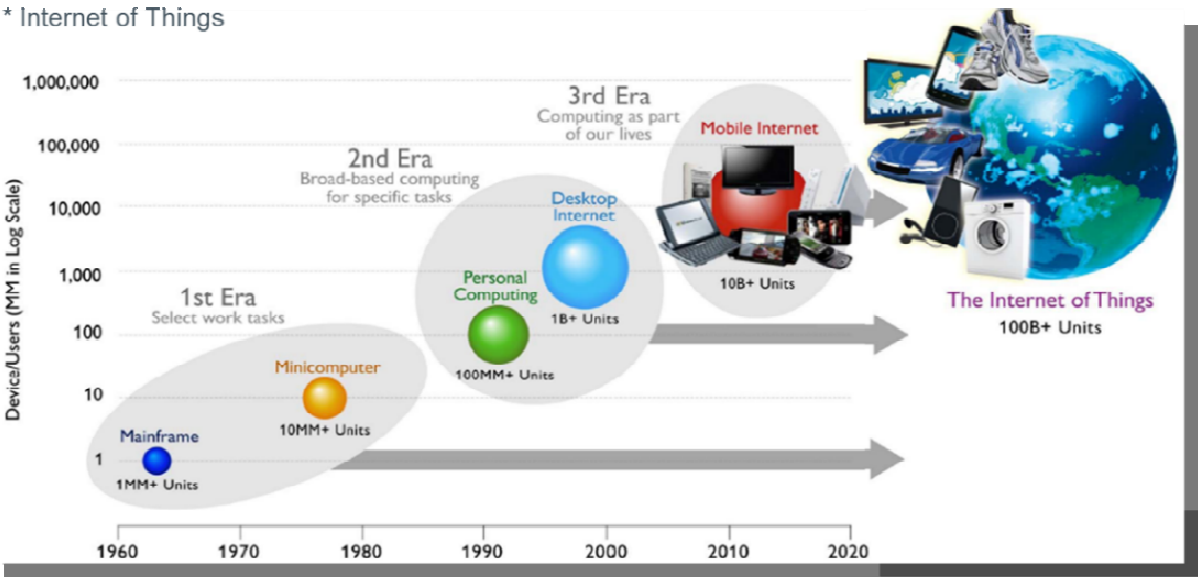 * Internet of Things
Device/Users (MM in Log Scale)
1,000,000
100,000
10,000
1,000
100
10
1
1st Era
Select work tasks
Mainframe
1MM+ Units
Minicomputer
10MM+ Units
2nd Era
Broad-based computing
for specific tasks
Personal
Computing
100MM+ Units
Desktop
Internet
1B+ Units
3rd Era
Computing as part
of our lives
Mobile Internet
10B+ Units
The Internet of Things
100B+ Units
1960
1970
1980
1990
2000
2010
2020